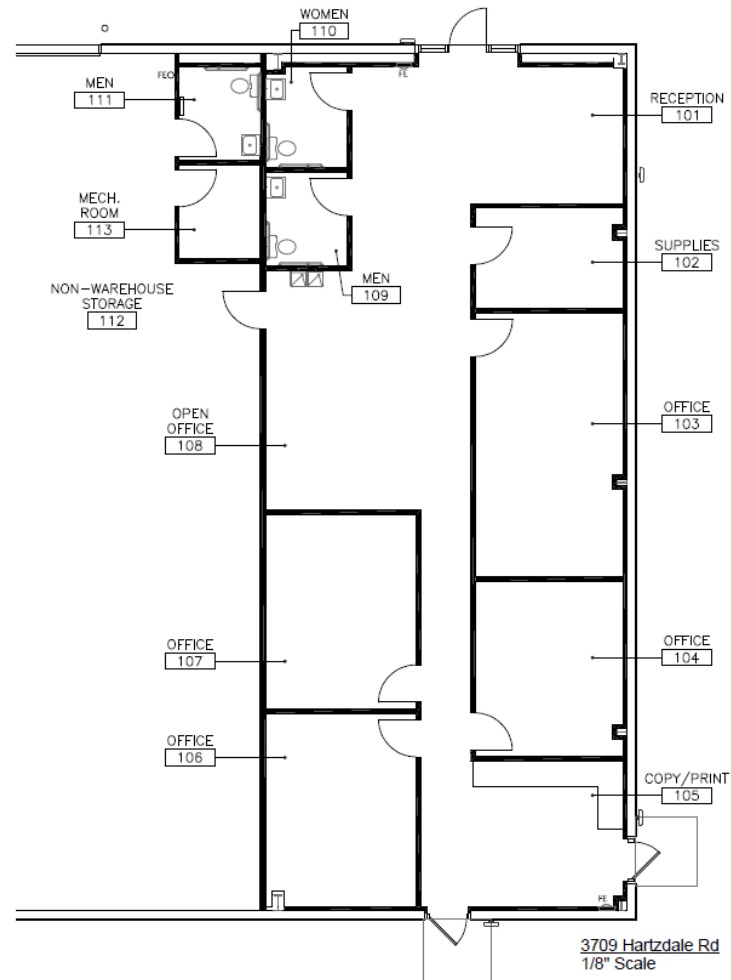 WOMEN
110
MEN
111
FE
FE
RECEPTION
101
MECH.
ROOM
113
SUPPLIES
102
NON-WAREHOUSE
STORAGE
112
MEN
109
OPEN
OFFICE
108
OFFICE
103
OFFICE
107
OFFICE
104
OFFICE
106
COPY/PRINT
105
FE
3709 Hartzdale Rd
1/8" Scale